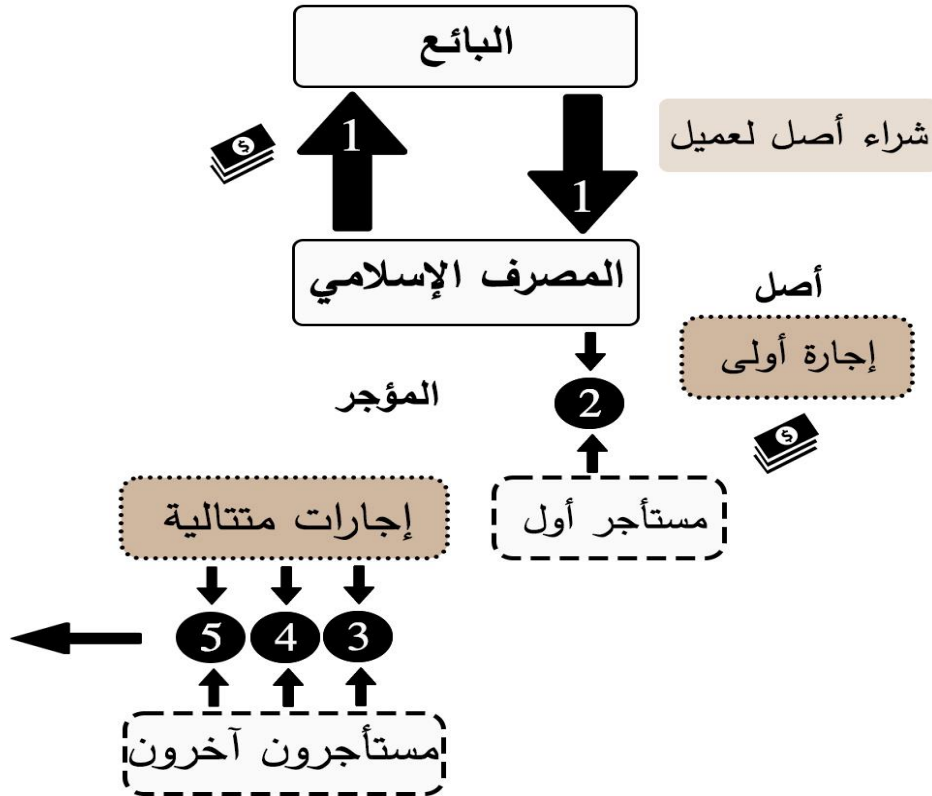 البائع
1
1
شراء أصل لعميل
المصرف الإسلامي
أصل
إجارة أولى
المؤجر
2
مستأجر أول
إجارات متتالية
3
4
5
مستأجرون آخرون